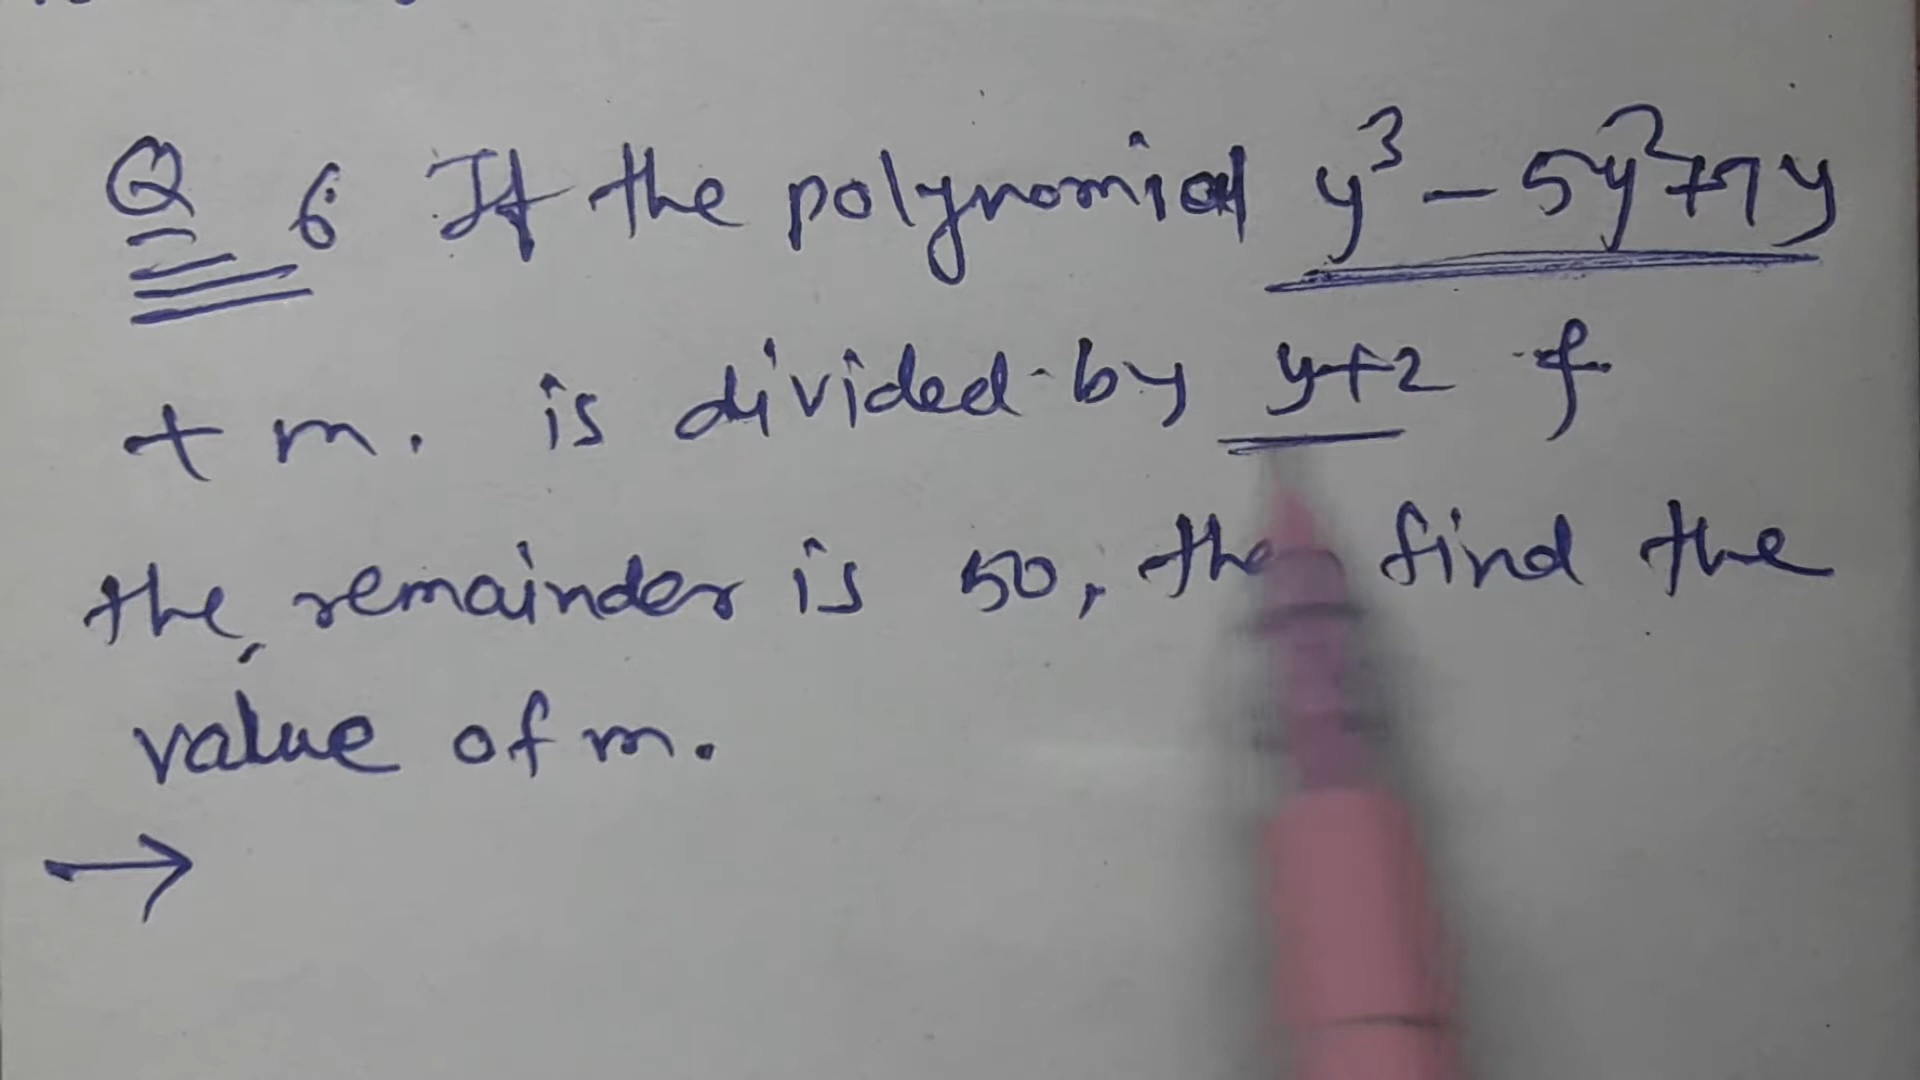 Q 6 If the polynomial y³ - 5y² + 7y
+ m. is divided by y+2 &
the remainder is 50, the find the
value of m.
→